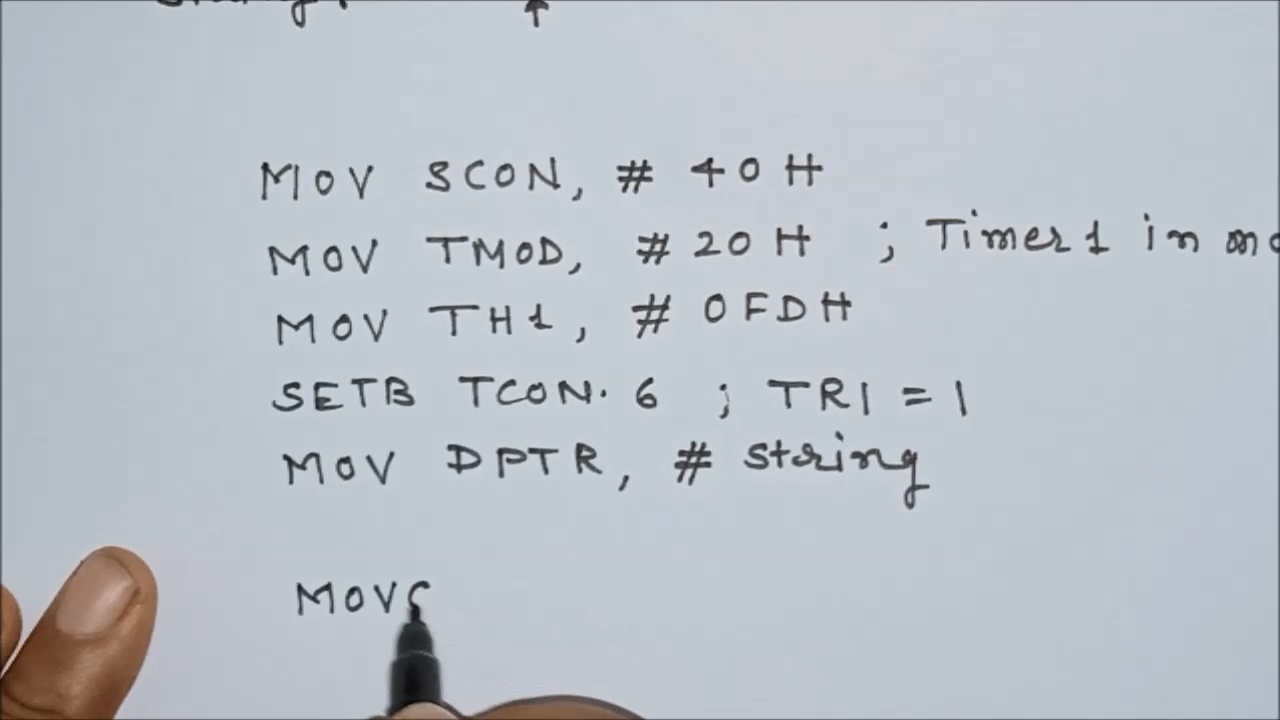 MOV SCON, # 40H
MOV TMOD, # 20H ; Timer1 in
MOV TH1, # 0FDH
SETB TCON.6 ; TR1 = 1
MOV DPTR, # string
MOVC